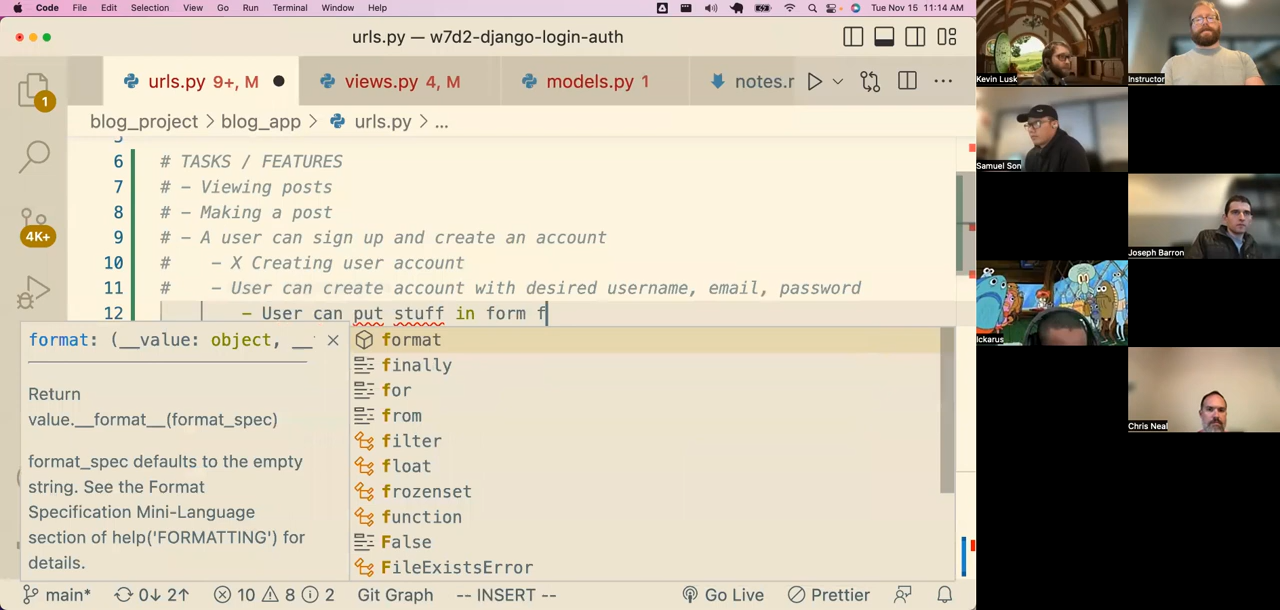 Code File Edit Selection View Go Run Terminal Window Help Tue Nov 15 11:14 AM
urls.py — w7d2-django-login-auth
urls.py 9+, M views.py 4, M models.py 1 notes.r
blog_project > blog_app > urls.py > ...
1
6 # TASKS / FEATURES
7 # - Viewing posts
8 # - Making a post
9 # - A user can sign up and create an account
10 # - X Creating user account
11 # - User can create account with desired username, email, password
12 - User can put stuff in form f
4K+
format: (__value: object, __
Return
value.__format__(format_spec)
format_spec defaults to the empty
string. See the Format
Specification Mini-Language
section of help('FORMATTING') for
details.
format
finally
for
from
filter
float
frozenset
function
False
FileExistsError
main* 0↓ 2↑ 10 8 2 Git Graph -- INSERT -- Go Live Prettier
Kevin Lusk
Instructor
Samuel Son
Joseph Barron
Ickarus
Chris Neal